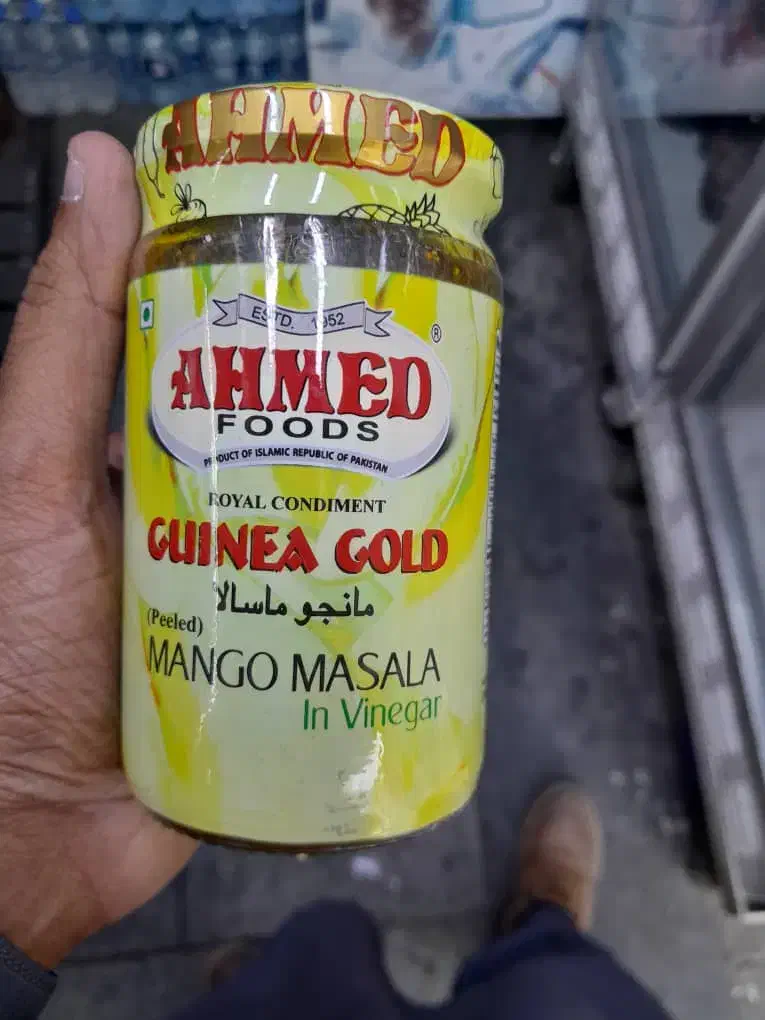 AHMED
ESTD. 1952
AHMED
®
FOODS
PRODUCT OF ISLAMIC REPUBLIC OF PAKISTAN
ROYAL CONDIMENT
GUINEA GOLD
مانجو ماسالا
(Peeled)
MANGO MASALA
In Vinegar